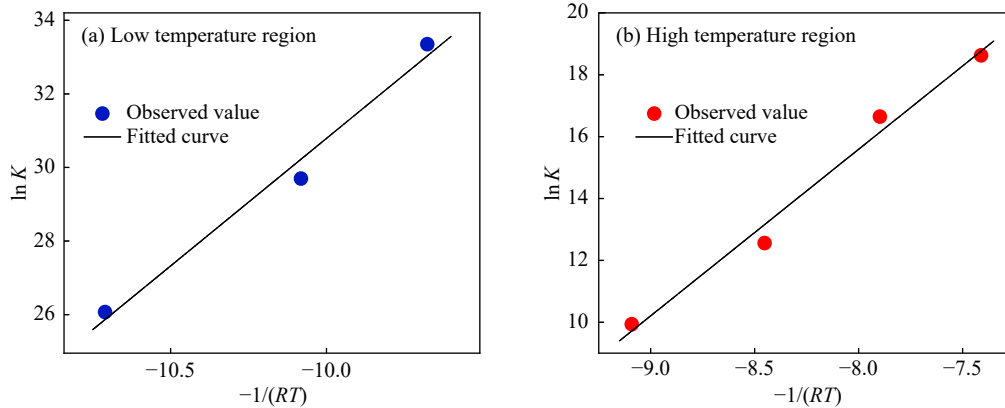 (a) Low temperature region
Observed value
Fitted curve
34
32
30
28
26
ln K
−10.5
−10.0
−1/(RT)
(b) High temperature region
Observed value
Fitted curve
20
18
16
14
12
10
ln K
−9.0
−8.5
−8.0
−7.5
−1/(RT)